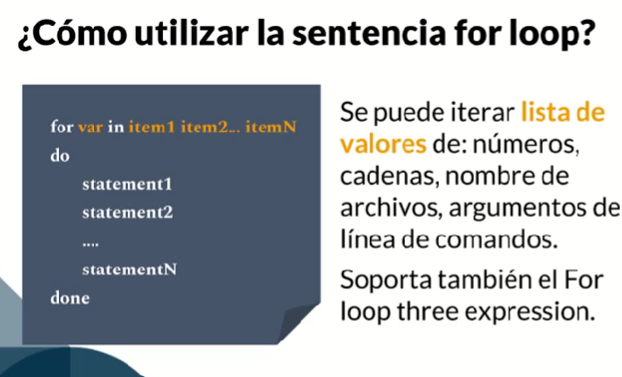 ¿Cómo utilizar la sentencia for loop?
for var in item1 item2... itemN
do
statement1
statement2
....
statementN
done
Se puede iterar lista de
valores de: números,
cadenas, nombre de
archivos, argumentos de
línea de comandos.
Soporta también el For
loop three expression.